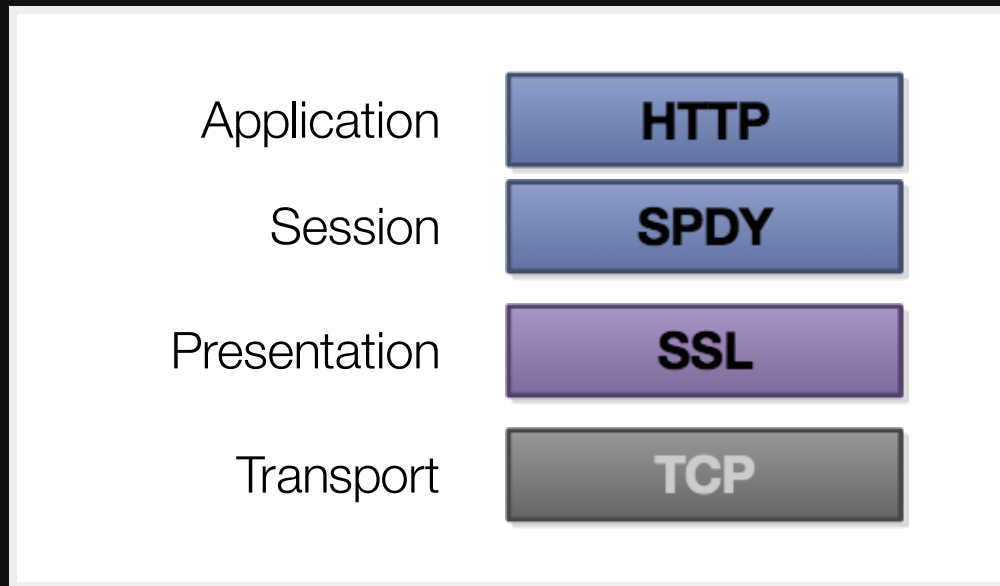 Application HTTP
Session SPDY
Presentation SSL
Transport TCP